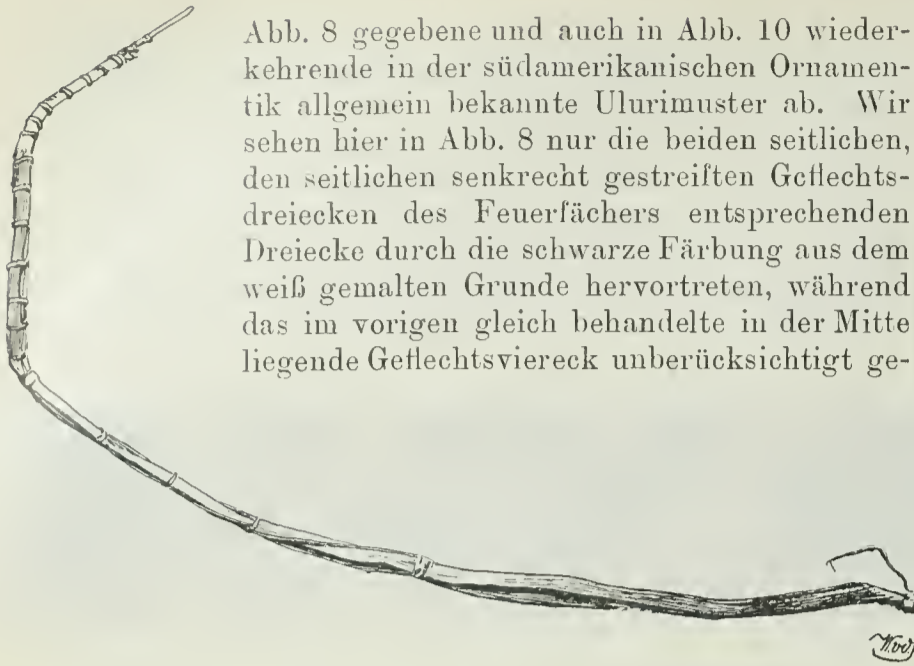 Abb. 8 gegebene und auch in Abb. 10 wieder-
kehrende in der südamerikanischen Ornamen-
tik allgemein bekannte Ulurimuster ab. Wir
sehen hier in Abb. 8 nur die beiden seitlichen,
den seitlichen senkrecht gestreiften Geflechts-
dreiecken des Feuerfächers entsprechenden
Dreiecke durch die schwarze Färbung aus dem
weiß gemalten Grunde hervortreten, während
das im vorigen gleich behandelte in der Mitte
liegende Geflechtsviereck unberücksichtigt ge-